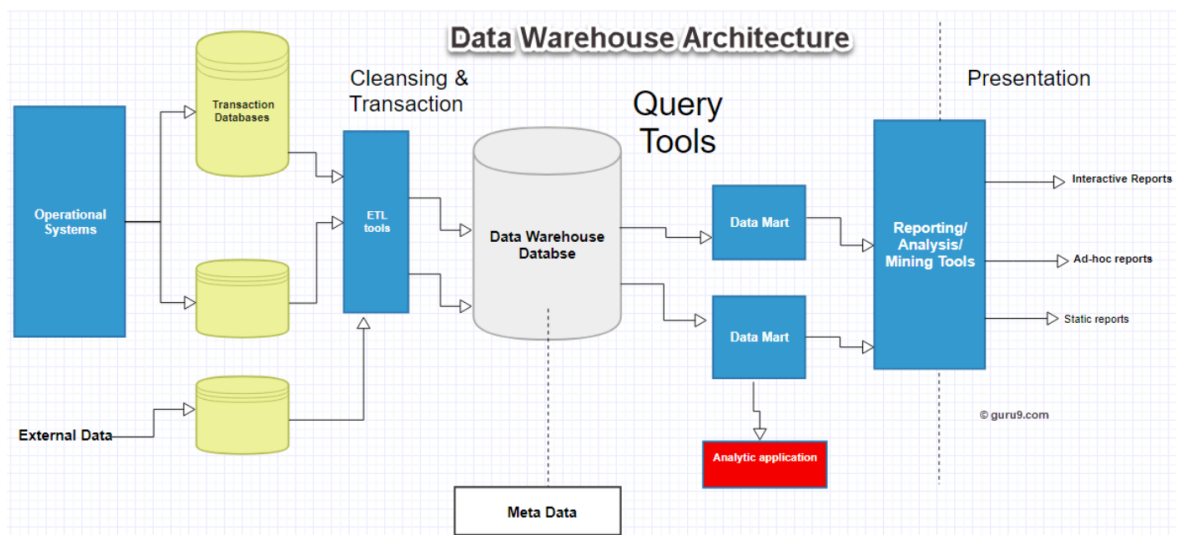 Data Warehouse Architecture
Cleansing &
Transaction
Query
Tools
Presentation
Transaction
Databases
Operational
Systems
ETL
tools
Data Warehouse
Databse
Data Mart
Reporting/
Analysis/
Mining Tools
Interactive Reports
Ad-hoc reports
Static reports
Data Mart
External Data
Analytic application
Meta Data
© guru9.com